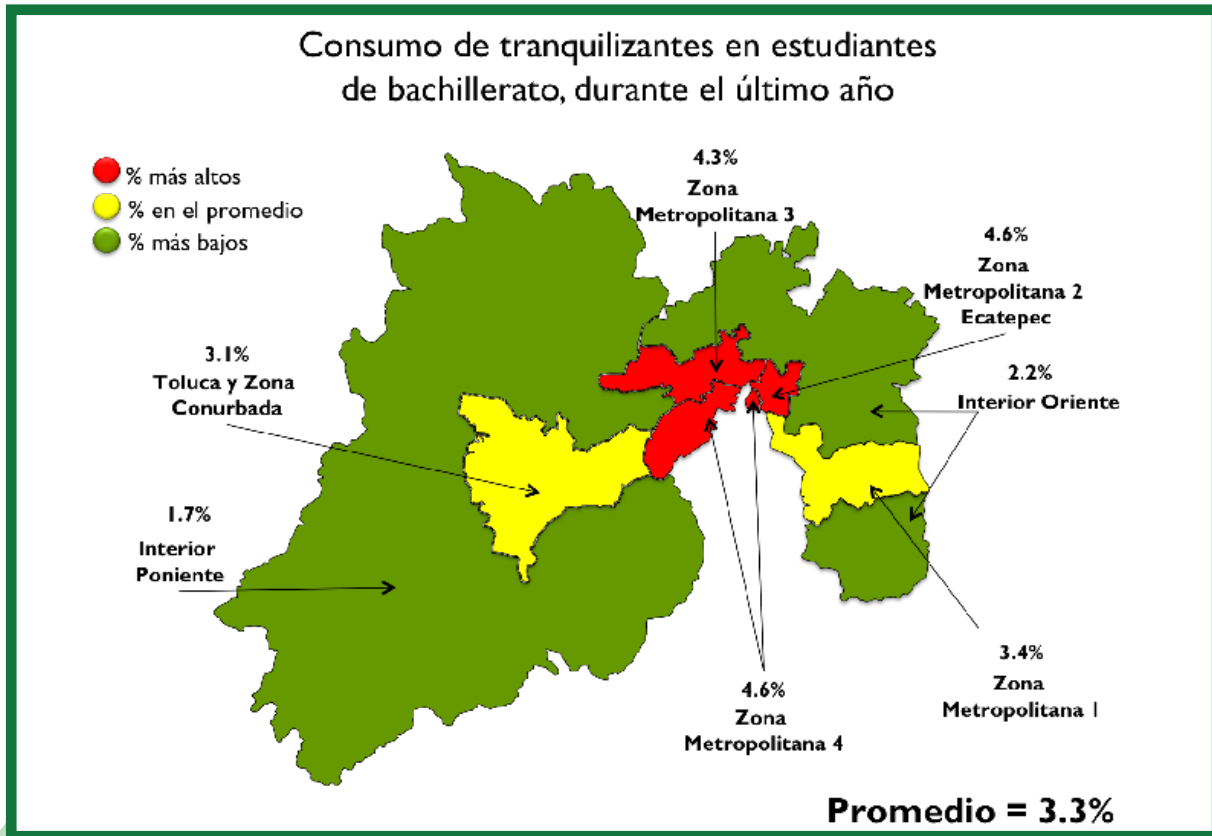 Consumo de tranquilizantes en estudiantes
de bachillerato, durante el último año
% más altos
% en el promedio
% más bajos
4.3%
Zona
Metropolitana 3
4.6%
Zona
Metropolitana 2
Ecatepec
3.1%
Toluca y Zona
Conurbada
2.2%
Interior Oriente
1.7%
Interior
Poniente
4.6%
Zona
Metropolitana 4
3.4%
Zona
Metropolitana 1
Promedio = 3.3%